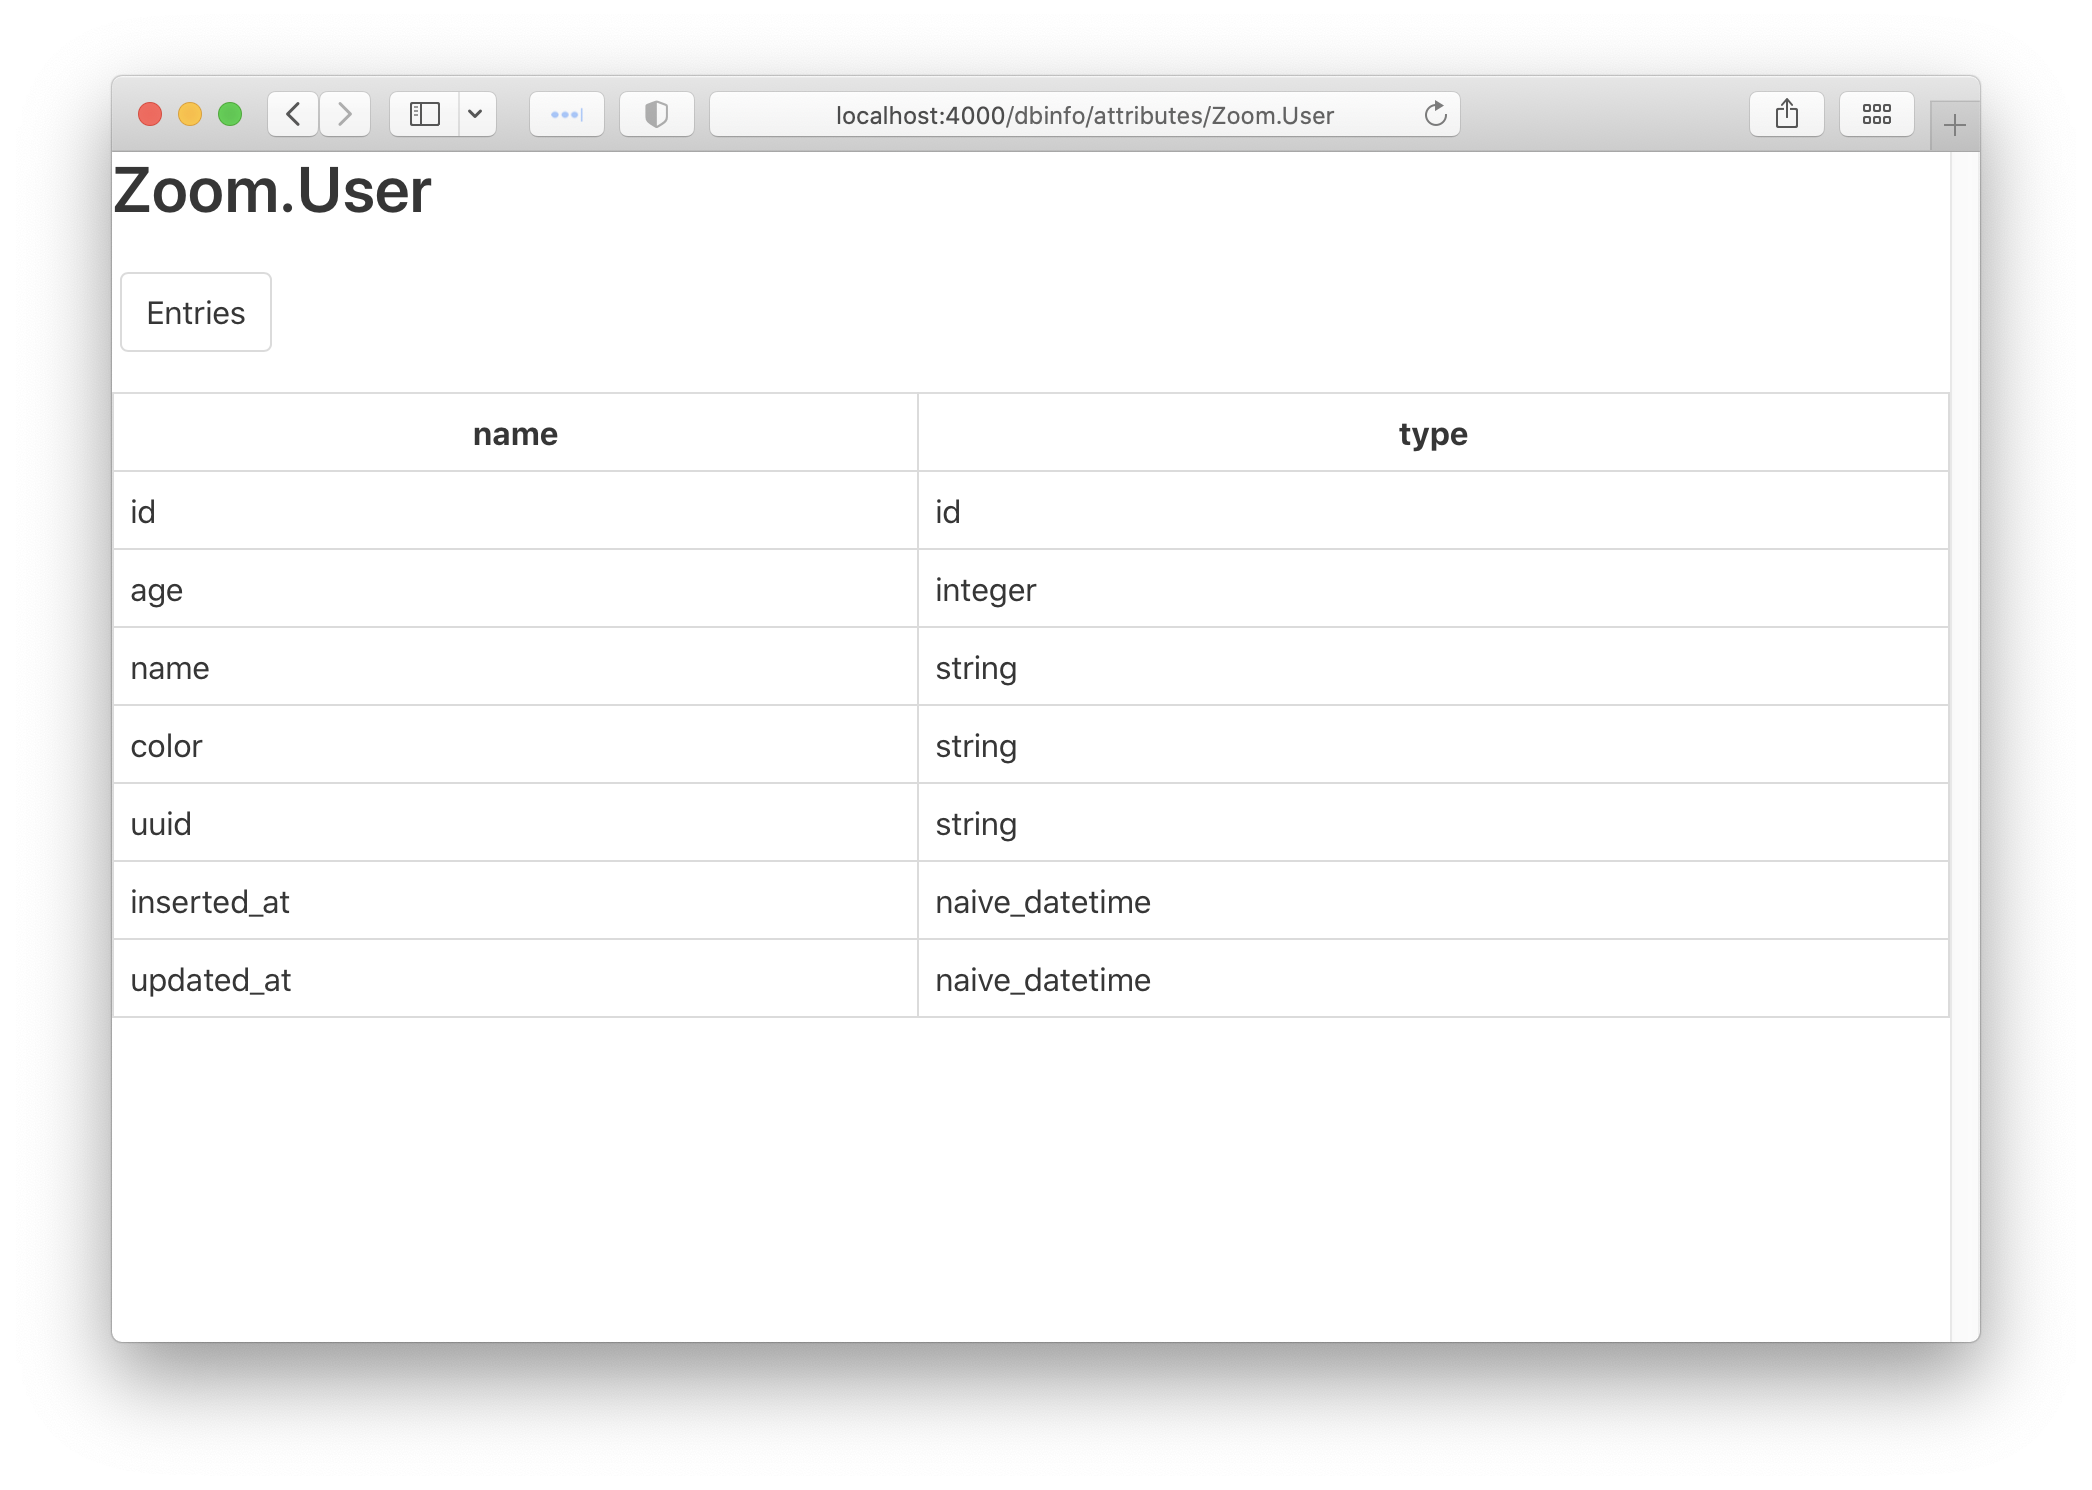 localhost:4000/dbinfo/attributes/Zoom.User
Zoom.User
Entries
name type
id id
age integer
name string
color string
uuid string
inserted_at naive_datetime
updated_at naive_datetime